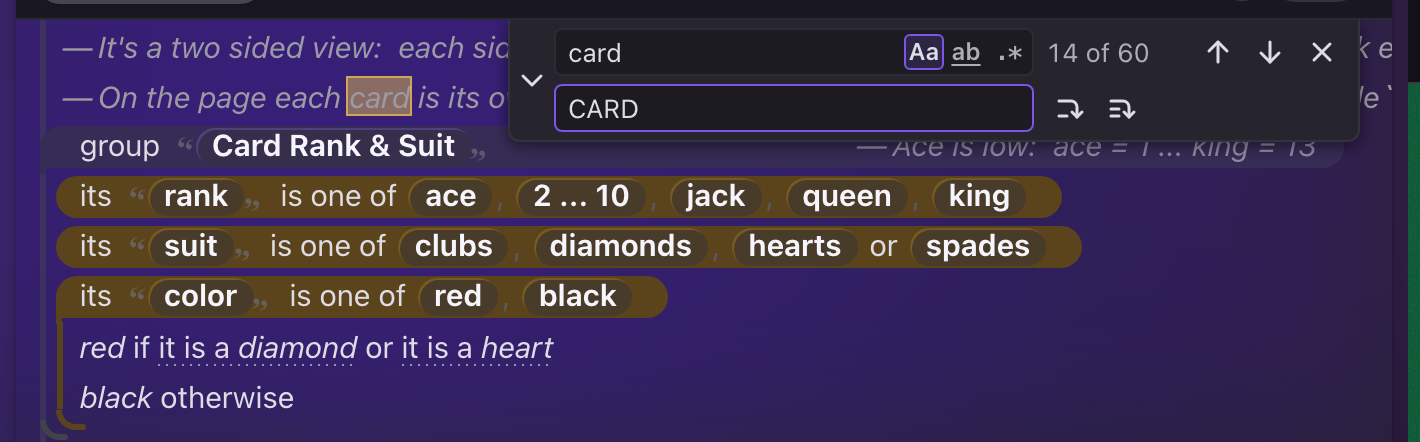 — It's a two sided view:  each sid
card
Aa
ab
.*
14 of 60
— On the page each card is its o
CARD
group “ Card Rank & Suit ” — Ace is low:  ace = 1 ... king = 13
its “ rank ” is one of ace , 2 ... 10 , jack , queen , king
its “ suit ” is one of clubs , diamonds , hearts or spades
its “ color ” is one of red , black
red if it is a diamond or it is a heart
black otherwise